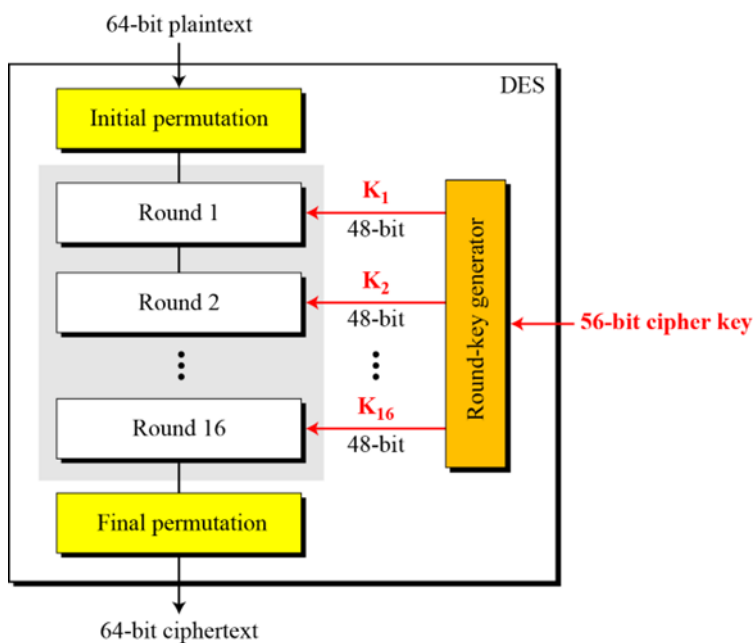 64-bit plaintext
DES
Initial permutation
Round 1
K1
48-bit
Round 2
K2
48-bit
Round-key generator
56-bit cipher key
Round 16
K16
48-bit
Final permutation
64-bit ciphertext